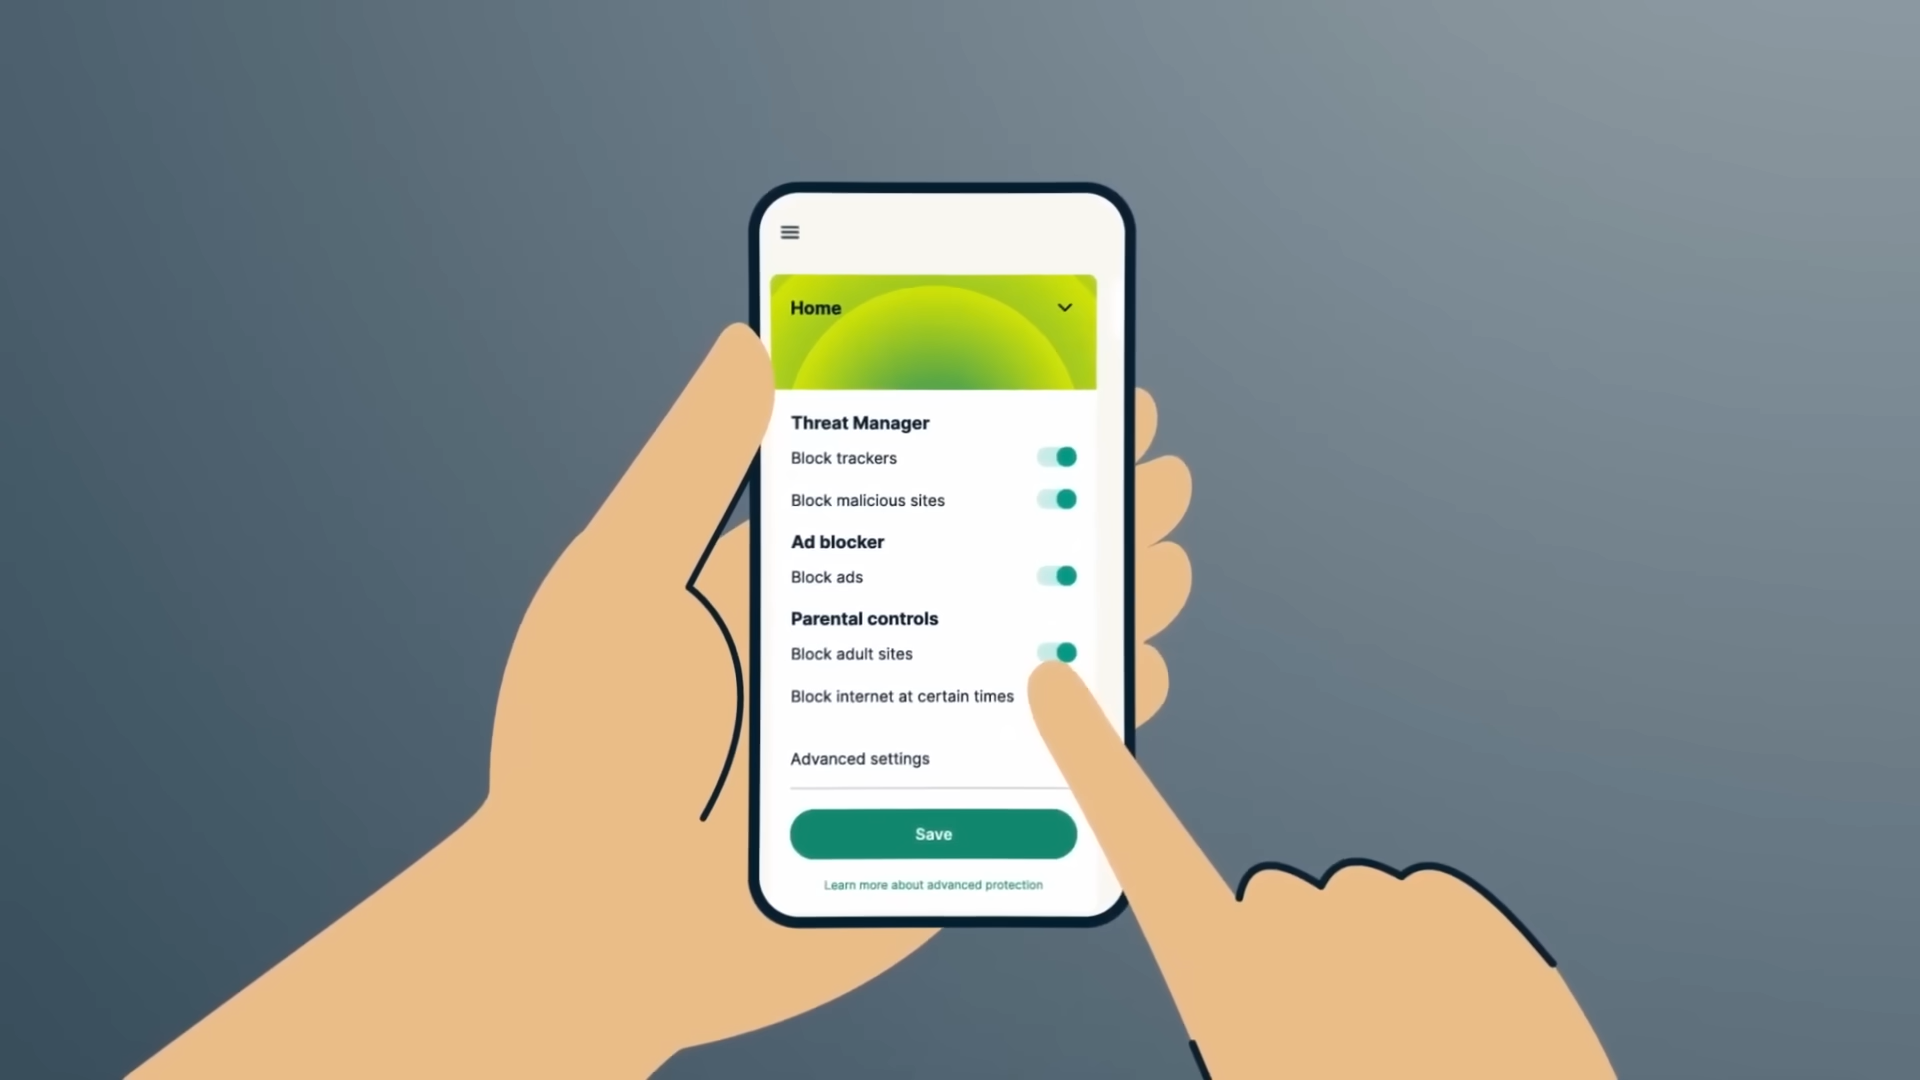 Home
Threat Manager
Block trackers
Block malicious sites
Ad blocker
Block ads
Parental controls
Block adult sites
Block internet at certain times
Advanced settings
Save
Learn more about advanced protection